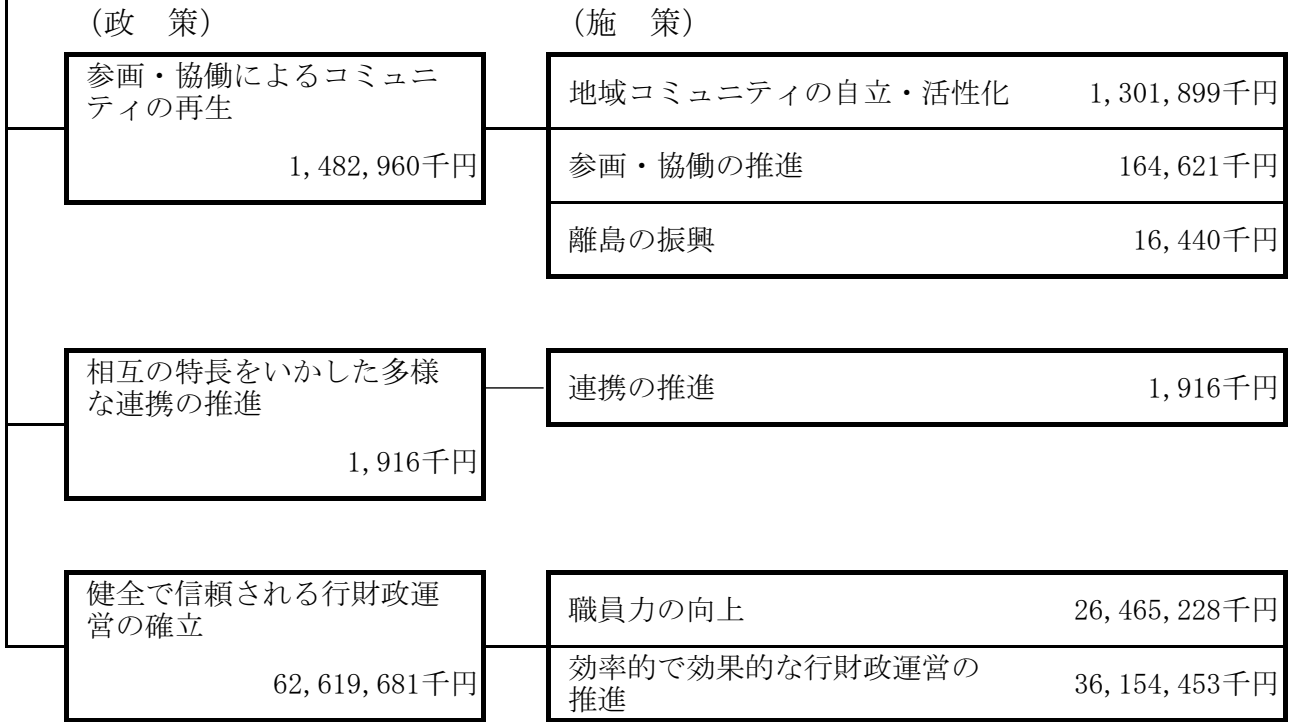 （政　策）
（施　策）
参画・協働によるコミュニ
ティの再生
1,482,960千円
地域コミュニティの自立・活性化　1,301,899千円
参画・協働の推進　164,621千円
離島の振興　16,440千円
相互の特長をいかした多様
な連携の推進
1,916千円
連携の推進　1,916千円
健全で信頼される行財政運
営の確立
62,619,681千円
職員力の向上　26,465,228千円
効率的で効果的な行財政運営の
推進　36,154,453千円